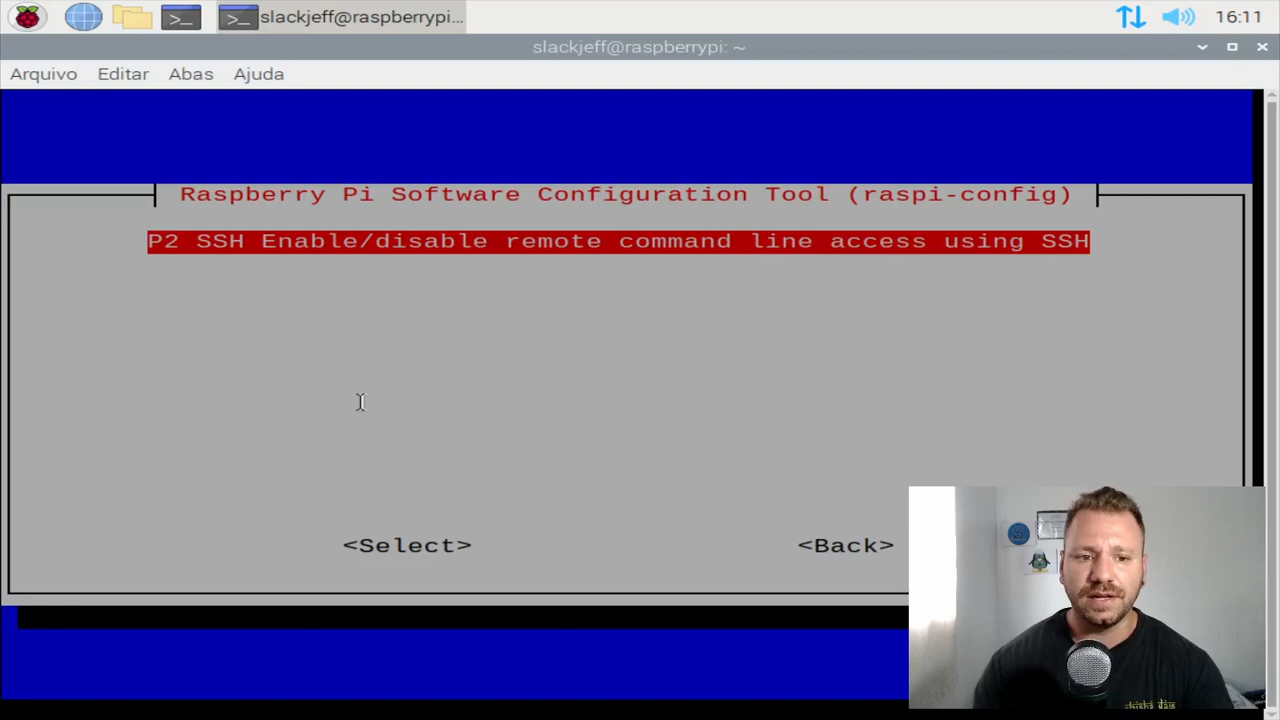 slackjeff@raspberrypi...
16:11
slackjeff@raspberrypi: ~
Arquivo Editar Abas Ajuda
Raspberry Pi Software Configuration Tool (raspi-config)
P2 SSH Enable/disable remote command line access using SSH
<Select> <Back>